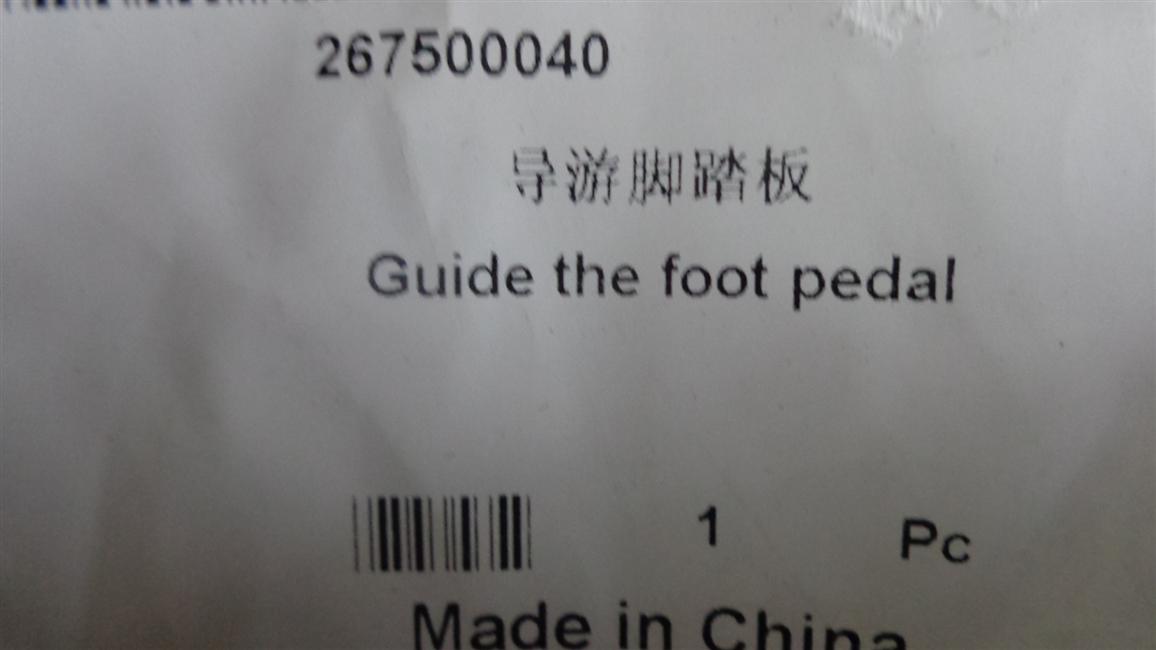 267500040
导游脚踏板
Guide the foot pedal
1 Pc
Made in China